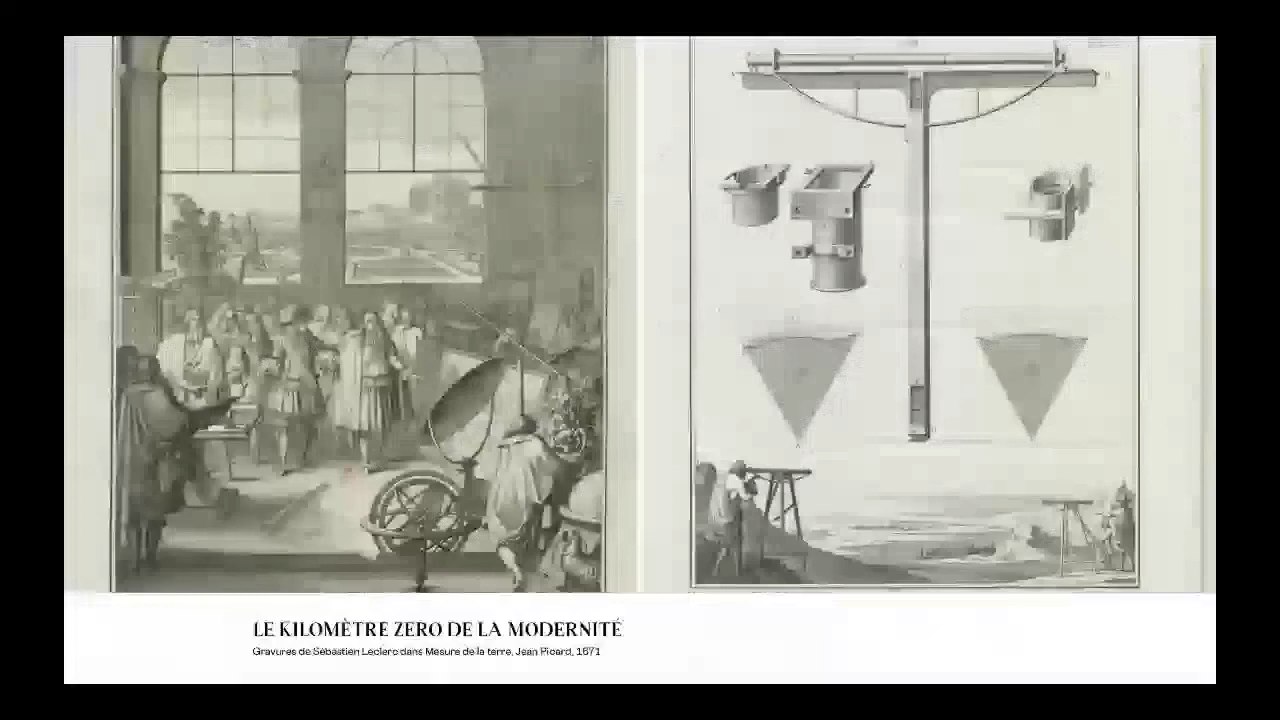 LE KILOMÈTRE ZERO DE LA MODERNITÉ
Gravures de Sébastien Leclerc dans Mesure de la terre, Jean Picard, 1671